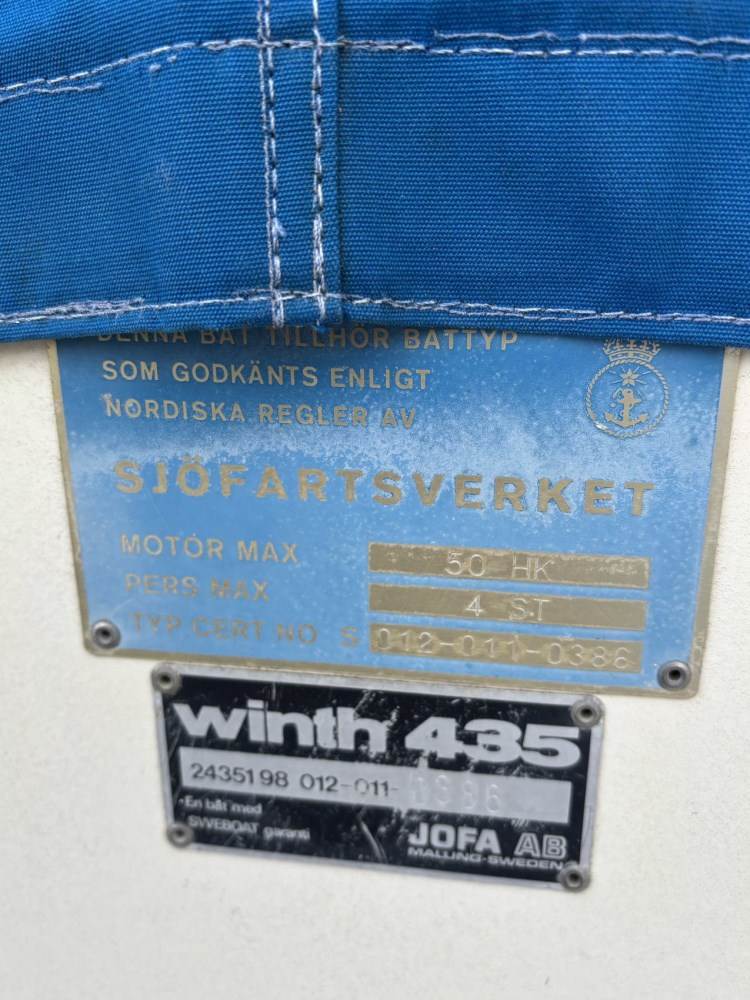 DENNA BÅT TILLHÖR BÅTTYP
SOM GODKÄNTS ENLIGT
NORDISKA REGLER AV
SJÖFARTSVERKET
MOTOR MAX 50 HK
PERS MAX 4 ST
TYP CERT NO S 012-011-0386
winth 435
2435198 012-011-0386
En båt med
SWEBOAT garanti
JOFA AB
MALUNG-SWEDEN